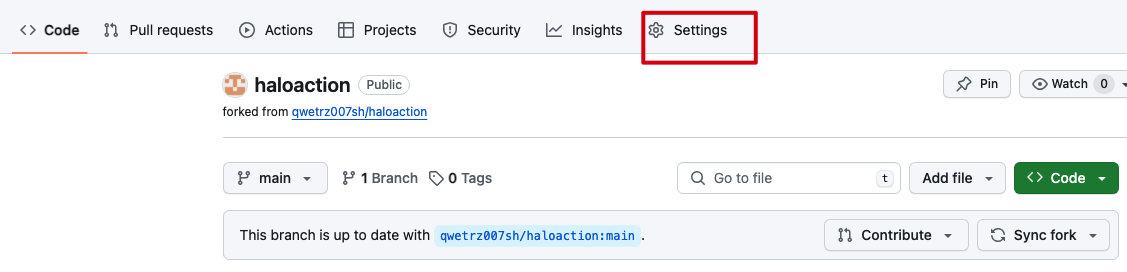 Code Pull requests Actions Projects Security Insights Settings
haloaction Public Pin Watch 0
forked from qwetrz007sh/haloaction
main 1 Branch 0 Tags Go to file t Add file Code
This branch is up to date with qwetrz007sh/haloaction:main. Contribute Sync fork